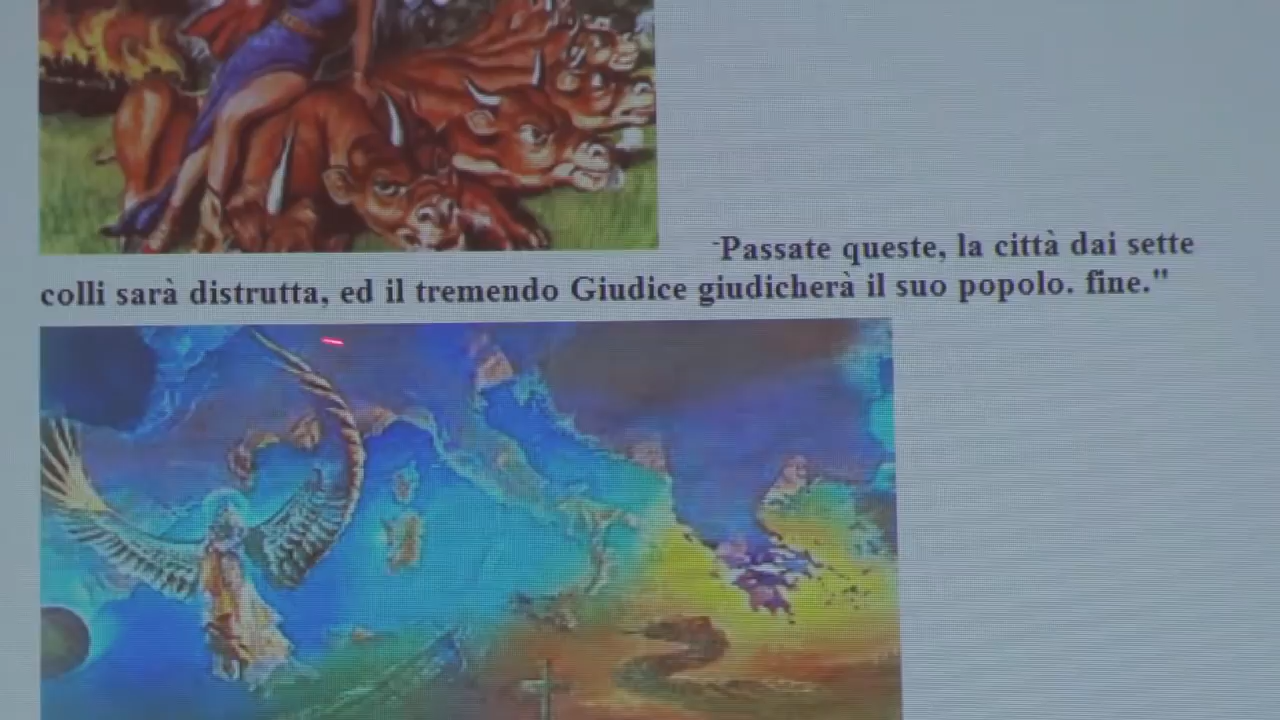 -Passate queste, la città dai sette
colli sarà distrutta, ed il tremendo Giudice giudicherà il suo popolo. fine."